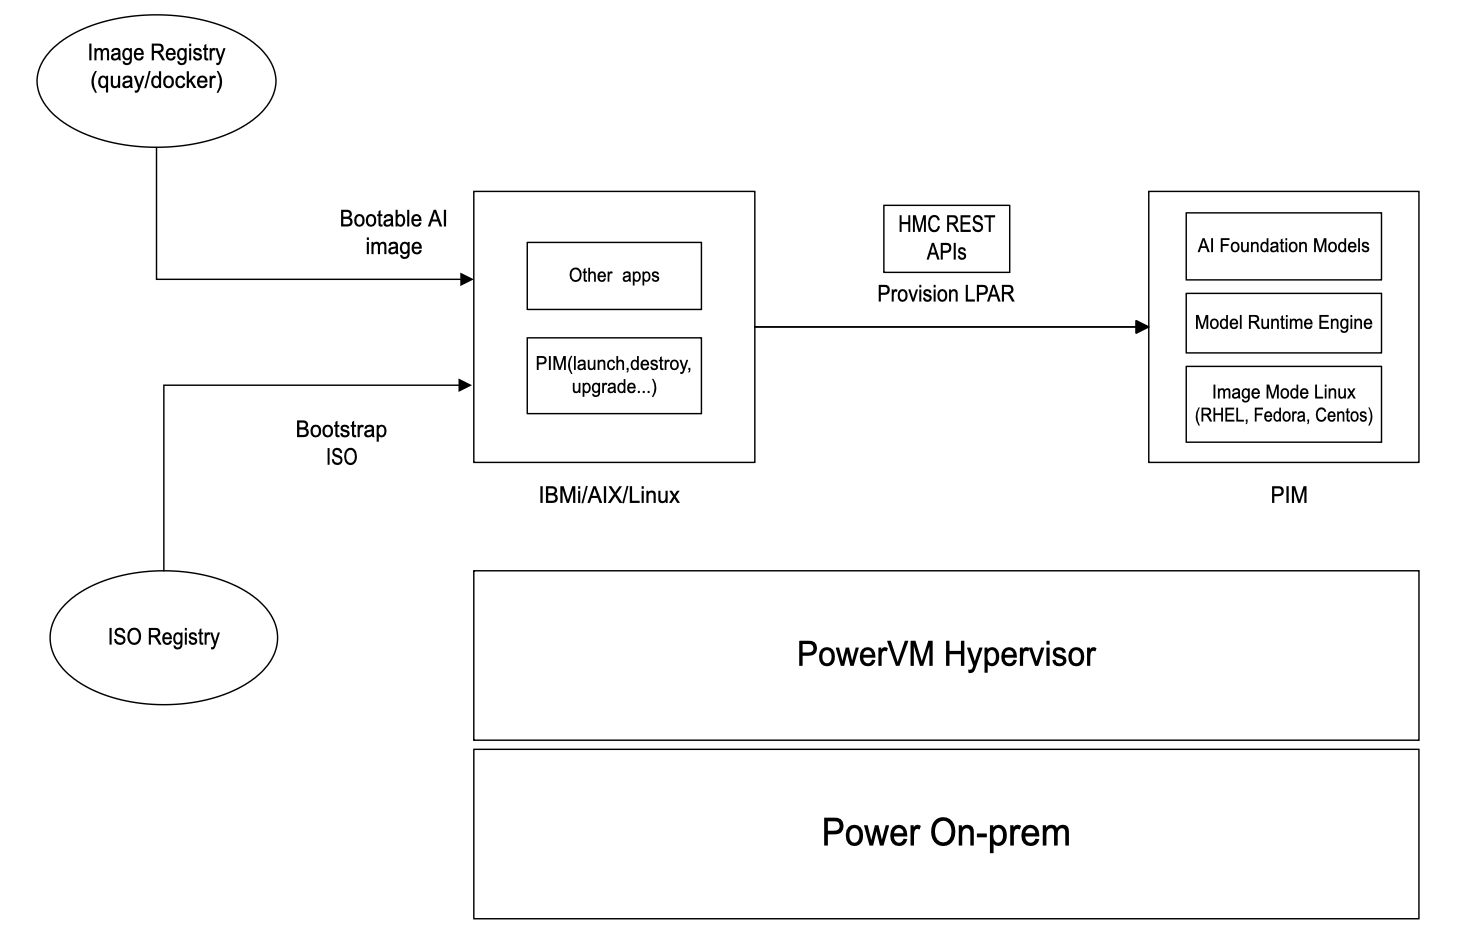 Image Registry
(quay/docker)
Bootable AI
image
Other  apps
PIM(launch,destroy,
upgrade...)
IBMi/AIX/Linux
HMC REST
APIs
Provision LPAR
AI Foundation Models
Model Runtime Engine
Image Mode Linux
(RHEL, Fedora, Centos)
PIM
Bootstrap
ISO
ISO Registry
PowerVM Hypervisor
Power On-prem